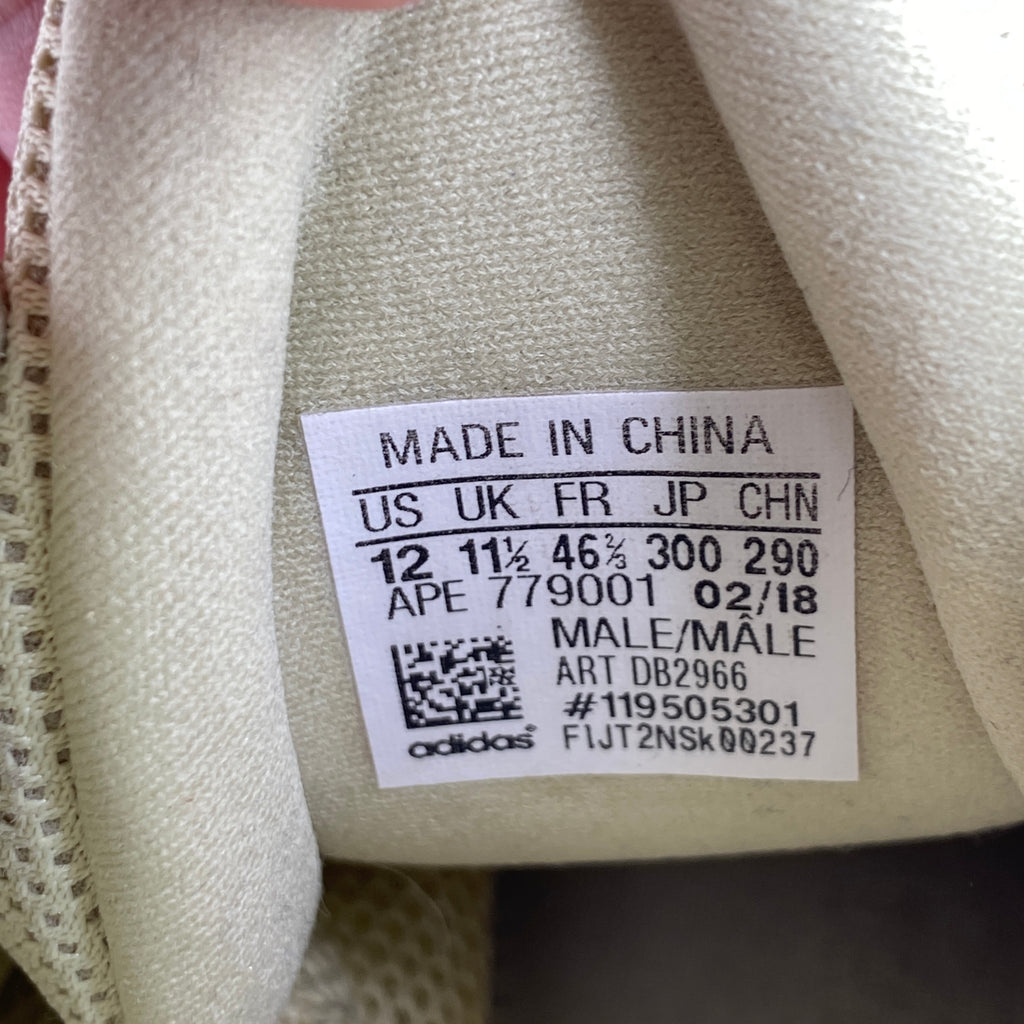 MADE IN CHINA
US UK FR JP CHN
12 11½ 46⅔ 300 290
APE 779001 02/18
MALE/MÂLE
ART DB2966
#119505301
adidas® F1JT2NSk00237